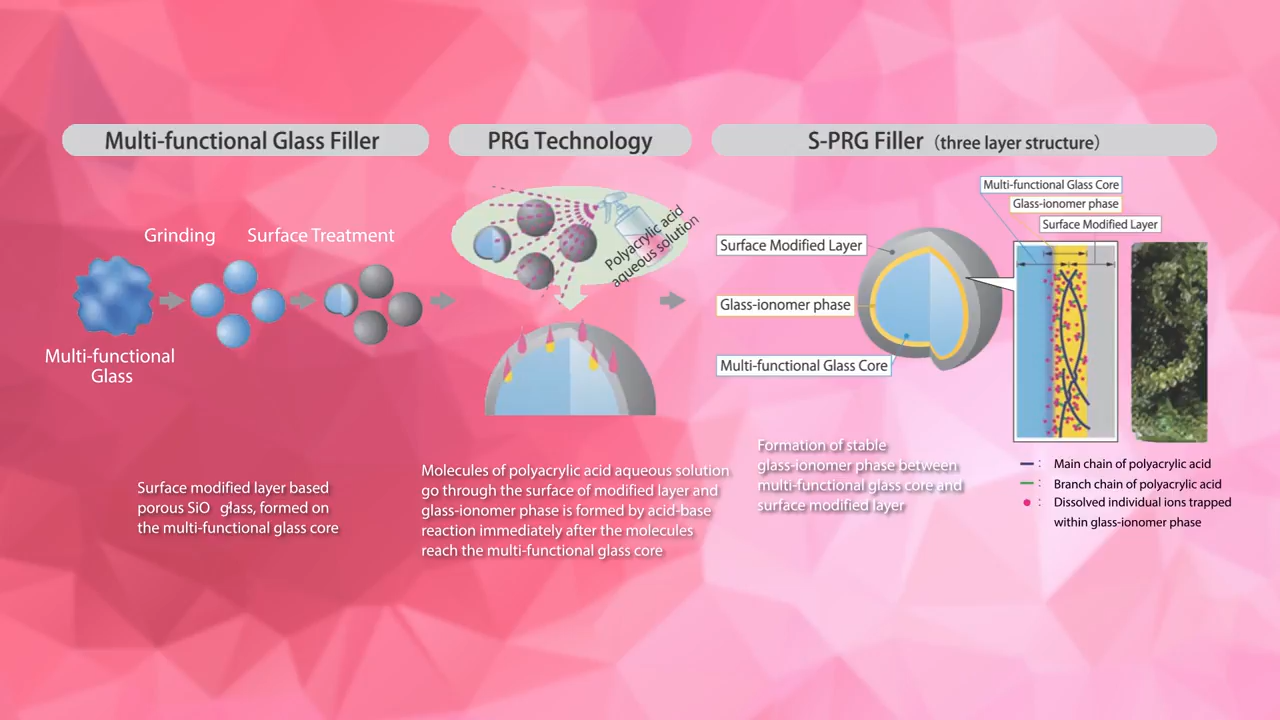 Multi-functional Glass Filler
Grinding
Surface Treatment
Multi-functional
Glass
Surface modified layer based
porous SiO glass, formed on
the multi-functional glass core
PRG Technology
Polyacrylic acid
aqueous solution
Molecules of polyacrylic acid aqueous solution
go through the surface of modified layer and
glass-ionomer phase is formed by acid-base
reaction immediately after the molecules
reach the multi-functional glass core
S-PRG Filler (three layer structure)
Surface Modified Layer
Glass-ionomer phase
Multi-functional Glass Core
Multi-functional Glass Core
Glass-ionomer phase
Surface Modified Layer
Formation of stable
glass-ionomer phase between
multi-functional glass core and
surface modified layer
: Main chain of polyacrylic acid
: Branch chain of polyacrylic acid
: Dissolved individual ions trapped
within glass-ionomer phase